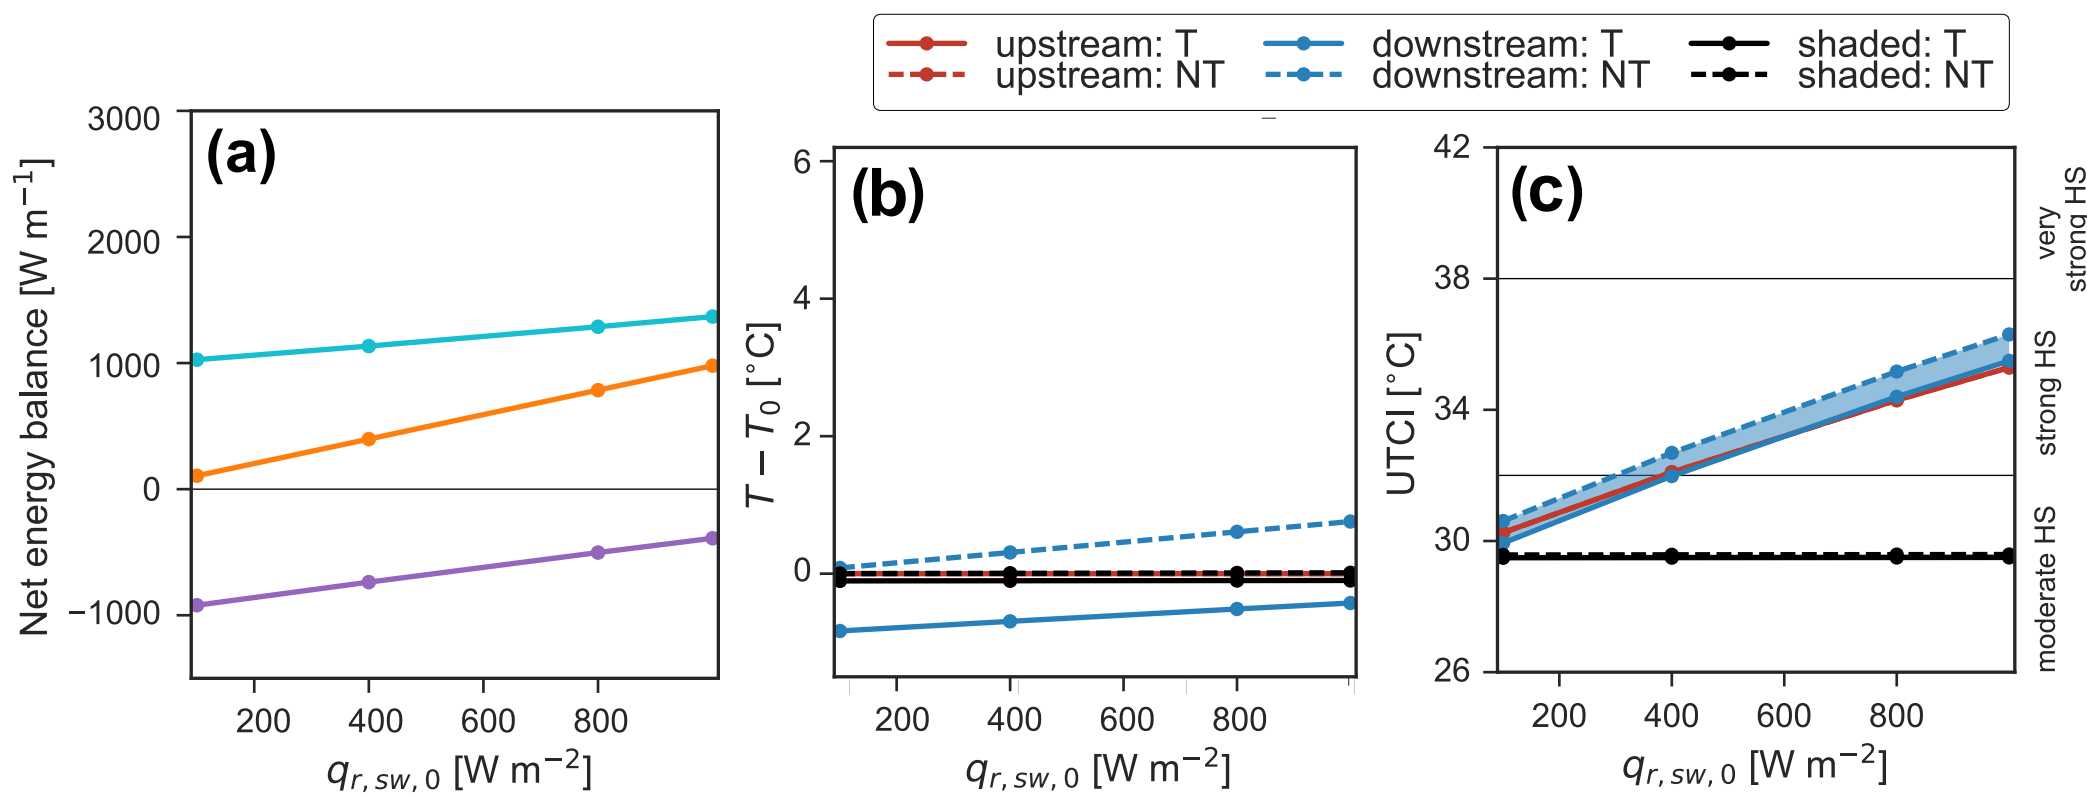 upstream: T
upstream: NT
downstream: T
downstream: NT
shaded: T
shaded: NT
(a)
Net energy balance [W m⁻¹]
3000
2000
1000
0
−1000
200 400 600 800
q_{r, sw, 0} [W m⁻²]
(b)
T − T₀ [°C]
6
4
2
0
200 400 600 800
q_{r, sw, 0} [W m⁻²]
(c)
UTCI [°C]
42
38
34
30
26
200 400 600 800
q_{r, sw, 0} [W m⁻²]
very
strong HS
strong HS
moderate HS